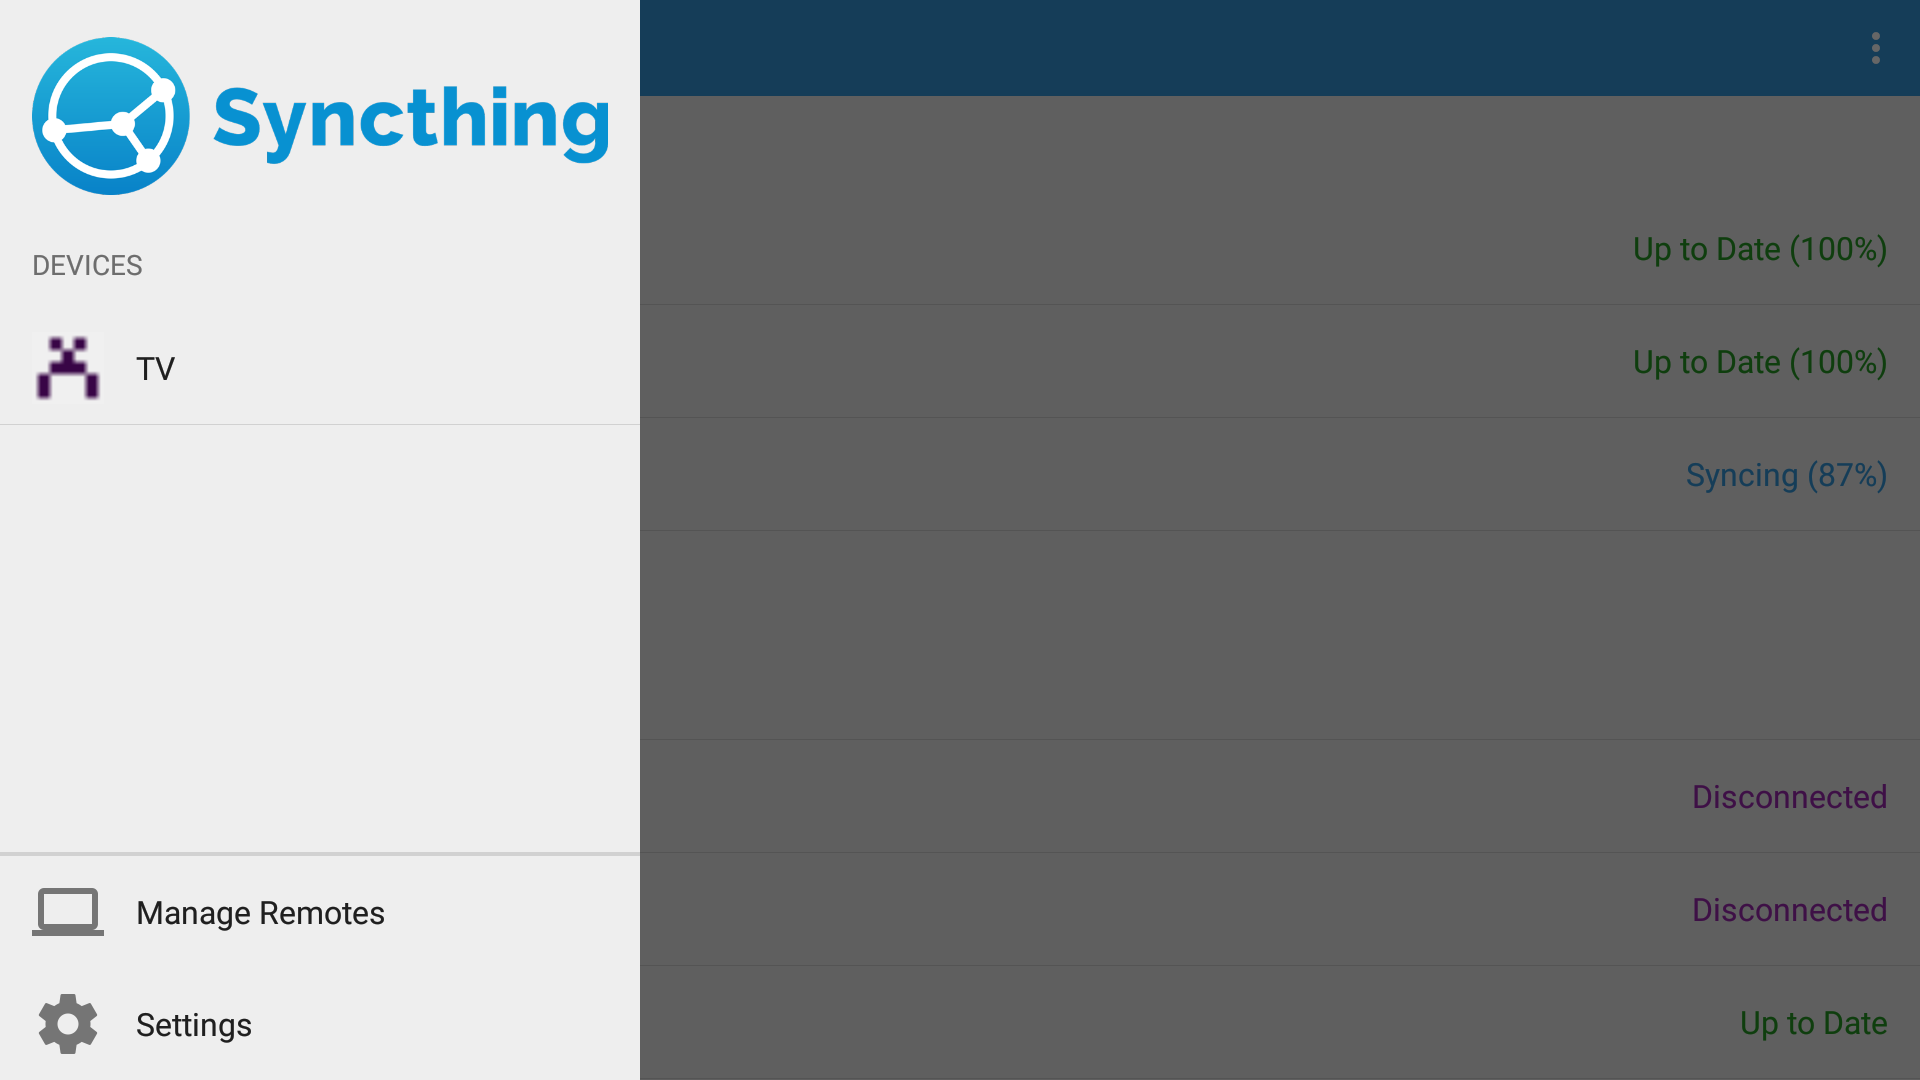 Syncthing
DEVICES
TV
Manage Remotes
Settings
Up to Date (100%)
Up to Date (100%)
Syncing (87%)
Disconnected
Disconnected
Up to Date